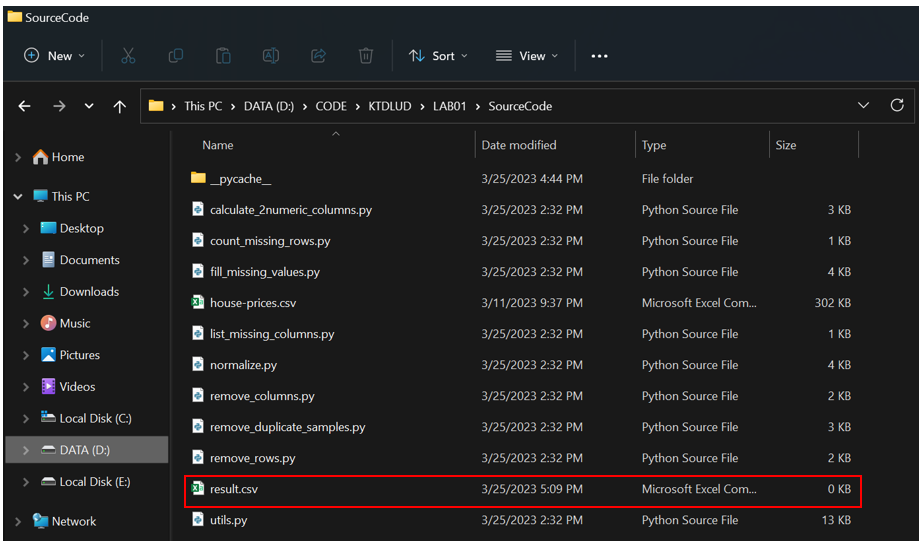 SourceCode
New Sort View
This PC DATA (D:) CODE KTDLUD LAB01 SourceCode
Name Date modified Type Size
Home
This PC
Desktop
Documents
Downloads
Music
Pictures
Videos
Local Disk (C:)
DATA (D:)
Local Disk (E:)
Network
__pycache__ 3/25/2023 4:44 PM File folder
calculate_2numeric_columns.py 3/25/2023 2:32 PM Python Source File 3 KB
count_missing_rows.py 3/25/2023 2:32 PM Python Source File 1 KB
fill_missing_values.py 3/25/2023 2:32 PM Python Source File 4 KB
house-prices.csv 3/11/2023 9:37 PM Microsoft Excel Com... 302 KB
list_missing_columns.py 3/25/2023 2:32 PM Python Source File 1 KB
normalize.py 3/25/2023 2:32 PM Python Source File 4 KB
remove_columns.py 3/25/2023 2:32 PM Python Source File 2 KB
remove_duplicate_samples.py 3/25/2023 2:32 PM Python Source File 3 KB
remove_rows.py 3/25/2023 2:32 PM Python Source File 2 KB
result.csv 3/25/2023 5:09 PM Microsoft Excel Com... 0 KB
utils.py 3/25/2023 2:32 PM Python Source File 13 KB